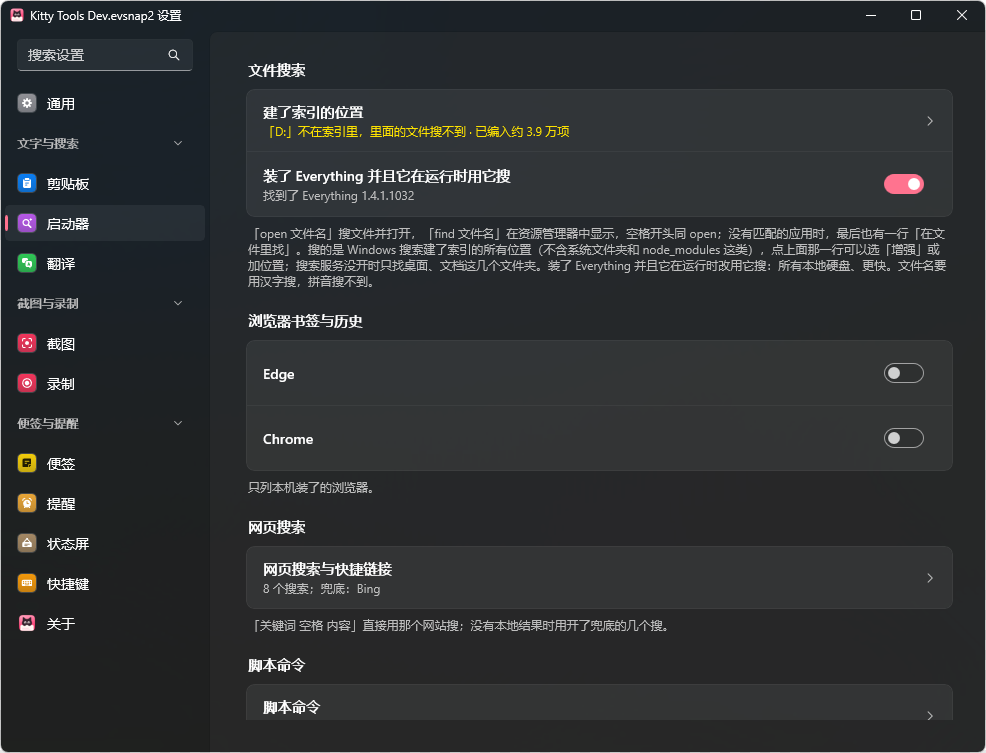 Kitty Tools Dev.evsnap2 设置
搜索设置
通用
文字与搜索
剪贴板
启动器
翻译
截图与录制
截图
录制
便签与提醒
便签
提醒
状态屏
快捷键
关于
文件搜索
建了索引的位置
「D:」不在索引里，里面的文件搜不到 · 已编入约 3.9 万项
装了 Everything 并且它在运行时用它搜
找到了 Everything 1.4.1.1032
「open 文件名」搜文件并打开，「find 文件名」在资源管理器中显示，空格开头同 open；没有匹配的应用时，最后也有一行「在文
件里找」。搜的是 Windows 搜索建了索引的所有位置（不含系统文件夹和 node_modules 这类），点上面那一行可以选「增强」或
加位置；搜索服务没开时只找桌面、文档这几个文件夹。装了 Everything 并且它在运行时改用它搜：所有本地硬盘、更快。文件名要
用汉字搜，拼音搜不到。
浏览器书签与历史
Edge
Chrome
只列本机装了的浏览器。
网页搜索
网页搜索与快捷链接
8 个搜索；兜底：Bing
「关键词 空格 内容」直接用那个网站搜；没有本地结果时用开了兜底的几个搜。
脚本命令
脚本命令